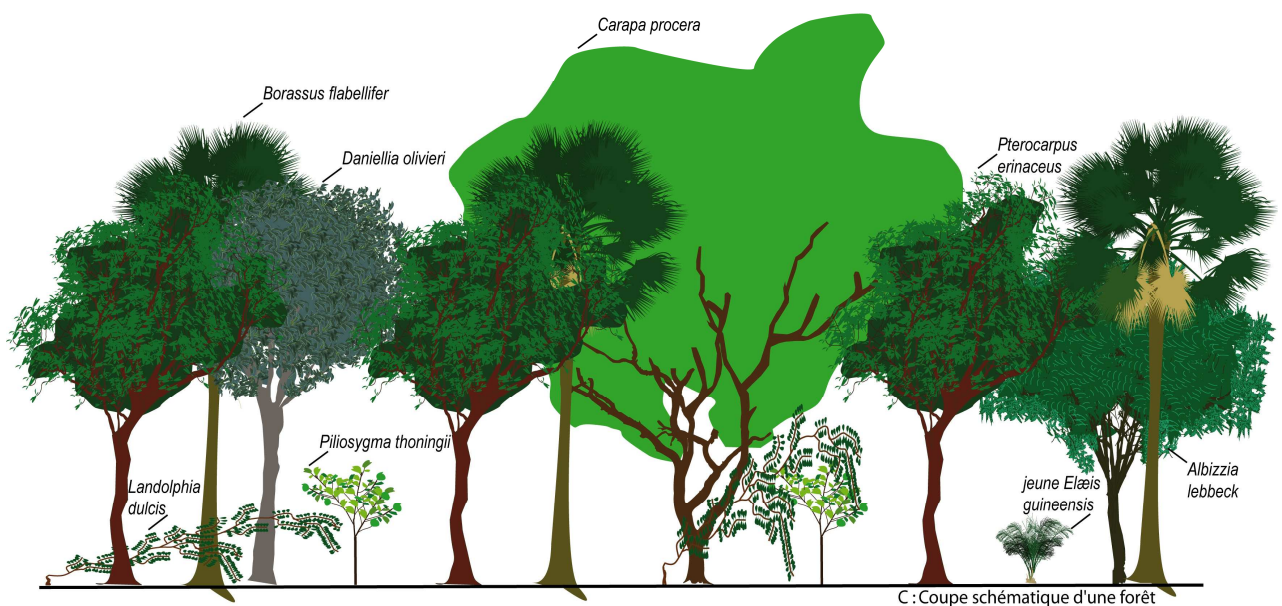 Carapa procera
Borassus flabellifer
Daniellia olivieri
Pterocarpus
erinaceus
Piliosygma thoningii
Landolphia
dulcis
jeune Elæis
guineensis
Albizzia
lebbeck
C : Coupe schématique d'une forêt